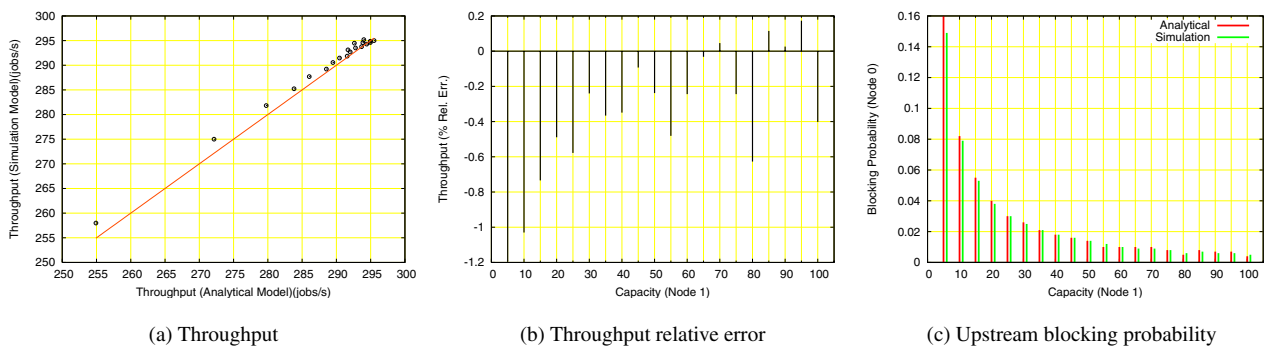 300
295
290
285
280
275
270
265
260
255
250
250 255 260 265 270 275 280 285 290 295 300
Throughput (Simulation Model)(jobs/s)
Throughput (Analytical Model)(jobs/s)
(a) Throughput
0.2
0
-0.2
-0.4
-0.6
-0.8
-1
-1.2
0 10 20 30 40 50 60 70 80 90 100
Throughput (% Rel. Err.)
Capacity (Node 1)
(b) Throughput relative error
0.16
0.14
0.12
0.1
0.08
0.06
0.04
0.02
0
0 10 20 30 40 50 60 70 80 90 100
Blocking Probability (Node 0)
Capacity (Node 1)
Analytical
Simulation
(c) Upstream blocking probability